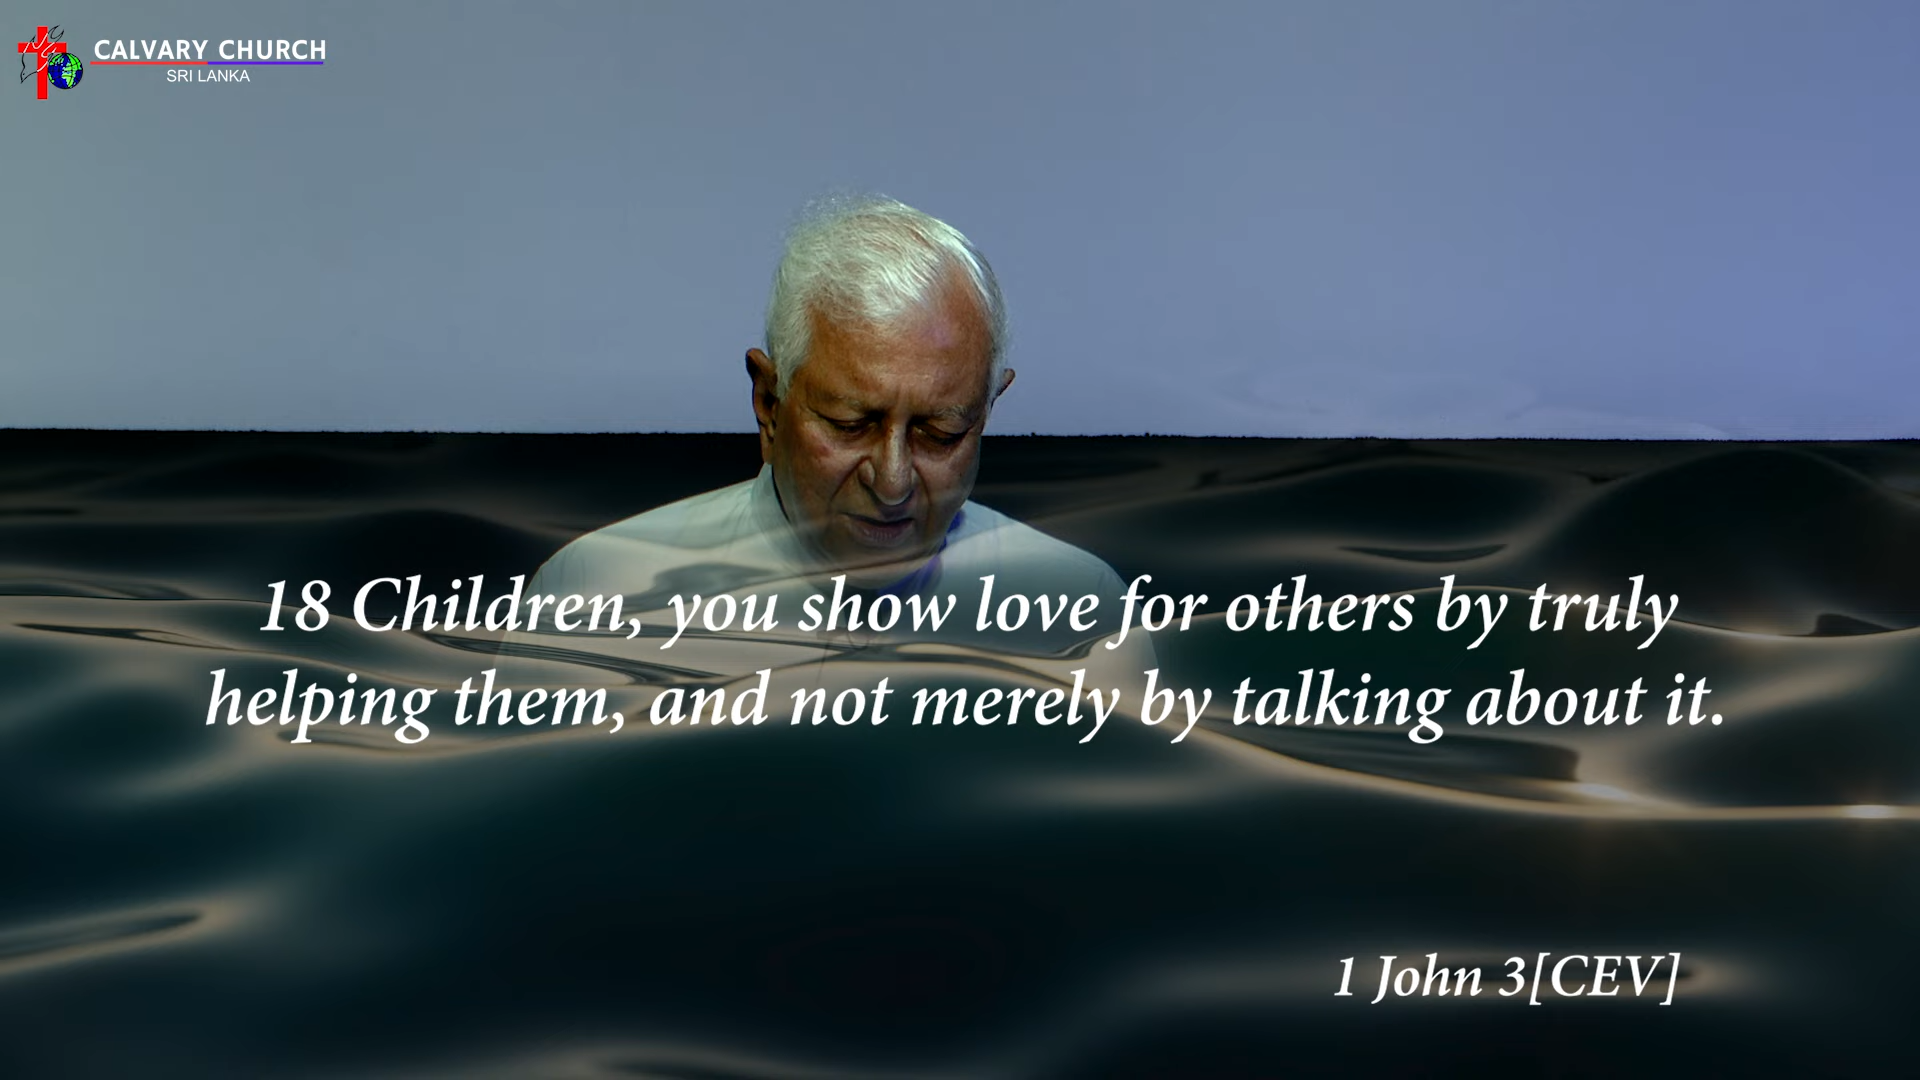 CALVARY CHURCH
SRI LANKA
18 Children, you show love for others by truly
helping them, and not merely by talking about it.
1 John 3[CEV]